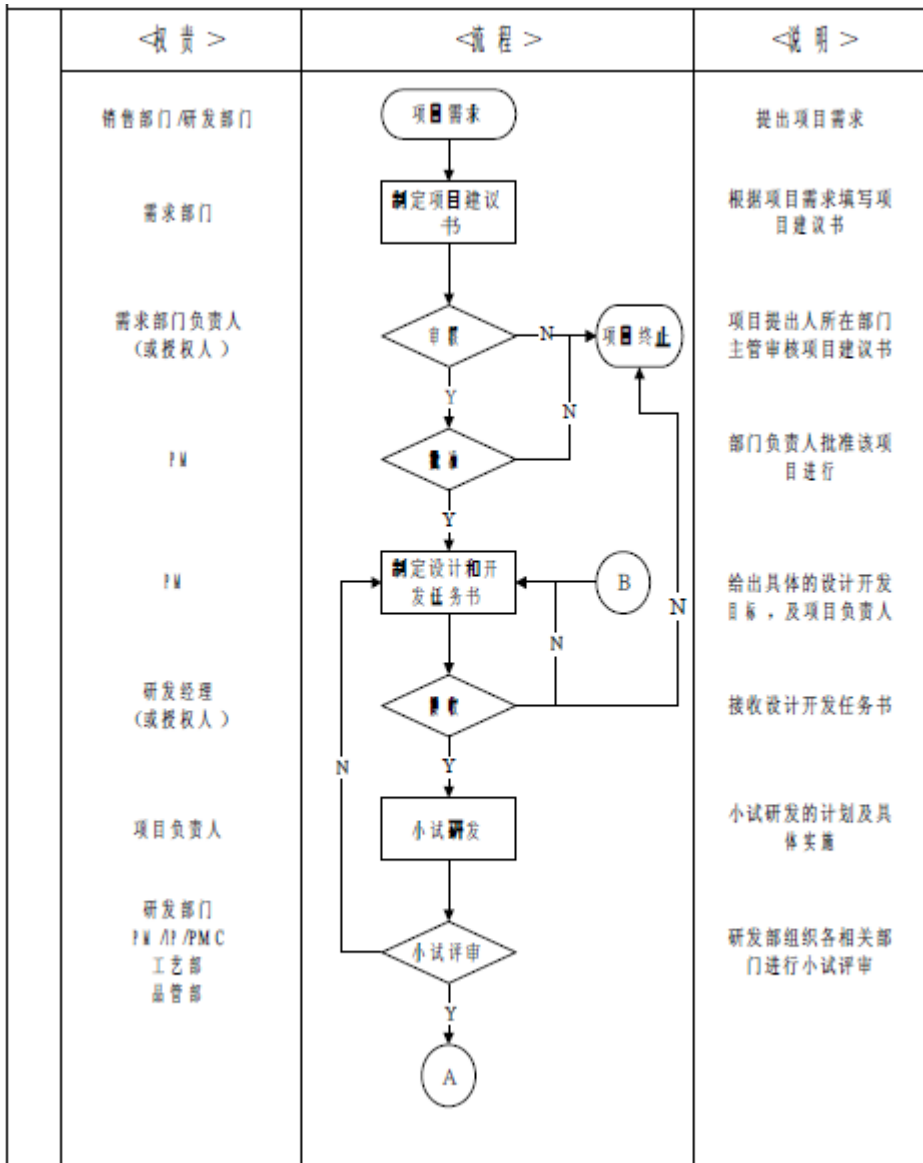 <权 责>
<流 程>
<说 明>
销售部门/研发部门
项目需求
提出项目需求
需求部门
制定项目建议
书
根据项目需求填写项
目建议书
需求部门负责人
(或授权人)
审核
N
项目终止
项目提出人所在部门
主管审核项目建议书
Y
N
PM
批准
部门负责人批准该项
目进行
Y
PM
制定设计和开
发任务书
B
N
给出具体的设计开发
目标，及项目负责人
N
研发经理
(或授权人)
接收
接收设计开发任务书
N
Y
项目负责人
小试研发
小试研发的计划及具
体实施
研发部门
PM/IP/PMC
工艺部
品管部
小试评审
研发部组织各相关部
门进行小试评审
Y
A